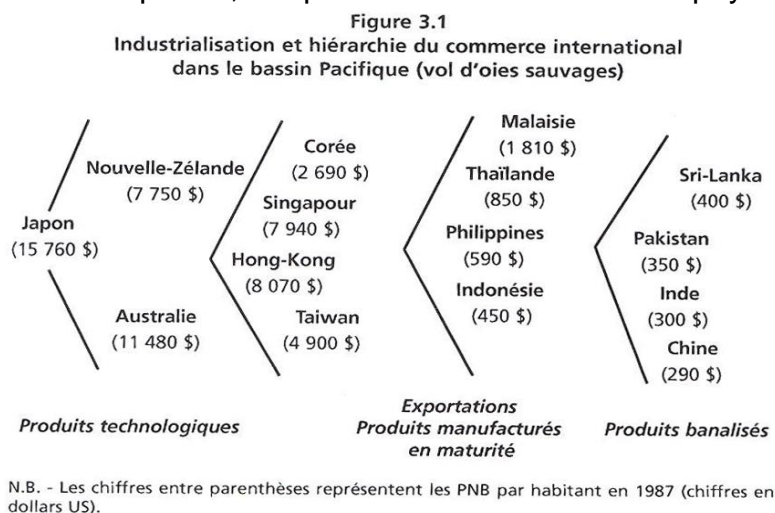 Figure 3.1
Industrialisation et hiérarchie du commerce international
dans le bassin Pacifique (vol d'oies sauvages)
Japon
(15 760 $)
Nouvelle-Zélande
(7 750 $)
Australie
(11 480 $)
Corée
(2 690 $)
Singapour
(7 940 $)
Hong-Kong
(8 070 $)
Taiwan
(4 900 $)
Malaisie
(1 810 $)
Thaïlande
(850 $)
Philippines
(590 $)
Indonésie
(450 $)
Sri-Lanka
(400 $)
Pakistan
(350 $)
Inde
(300 $)
Chine
(290 $)
Produits technologiques
Exportations
Produits manufacturés
en maturité
Produits banalisés
N.B. - Les chiffres entre parenthèses représentent les PNB par habitant en 1987 (chiffres en
dollars US).